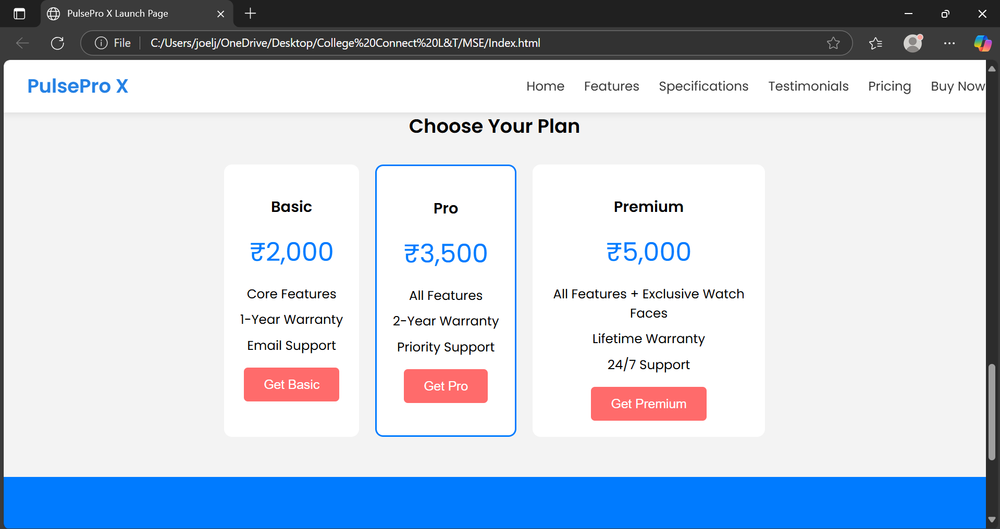 PulsePro X Launch Page
File
C:/Users/joelj/OneDrive/Desktop/College%20Connect%20L&T/MSE/Index.html
PulsePro X
Home Features Specifications Testimonials Pricing Buy Now
Choose Your Plan
Basic
₹2,000
Core Features
1-Year Warranty
Email Support
Get Basic
Pro
₹3,500
All Features
2-Year Warranty
Priority Support
Get Pro
Premium
₹5,000
All Features + Exclusive Watch
Faces
Lifetime Warranty
24/7 Support
Get Premium